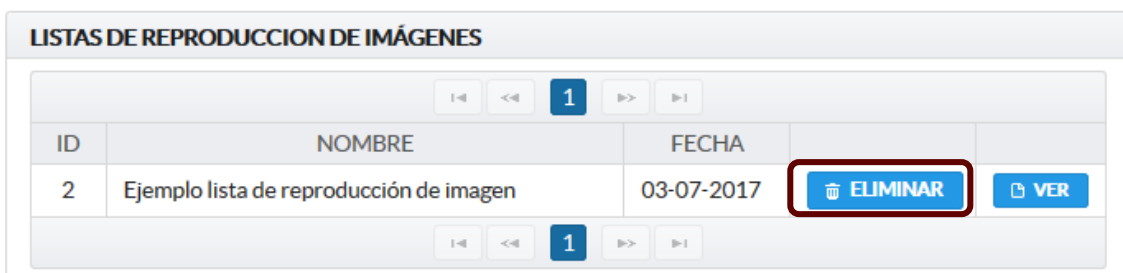 LISTAS DE REPRODUCCION DE IMÁGENES
1
ID NOMBRE FECHA
2 Ejemplo lista de reproducción de imagen 03-07-2017 ELIMINAR VER
1